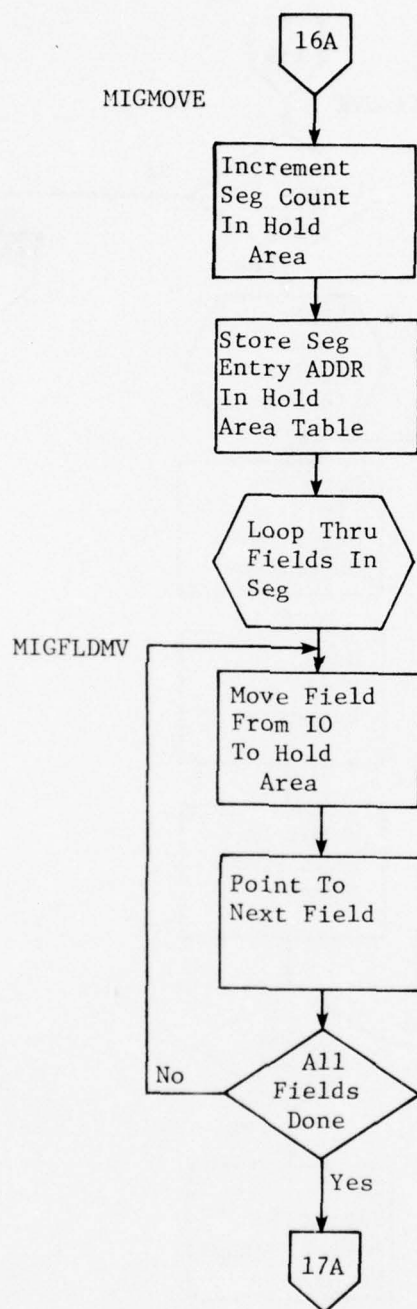 16A
MIGMOVE
Increment
Seg Count
In Hold
Area
Store Seg
Entry ADDR
In Hold
Area Table
Loop Thru
Fields In
Seg
MIGFLDMV
Move Field
From IO
To Hold
Area
Point To
Next Field
All
Fields
Done
No
Yes
17A